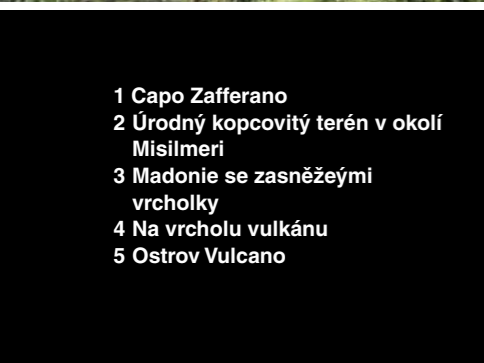 1 Capo Zafferano
2 Úrodný kopcovitý terén v okolí
Misilmeri
3 Madonie se zasněžeými
vrcholky
4 Na vrcholu vulkánu
5 Ostrov Vulcano